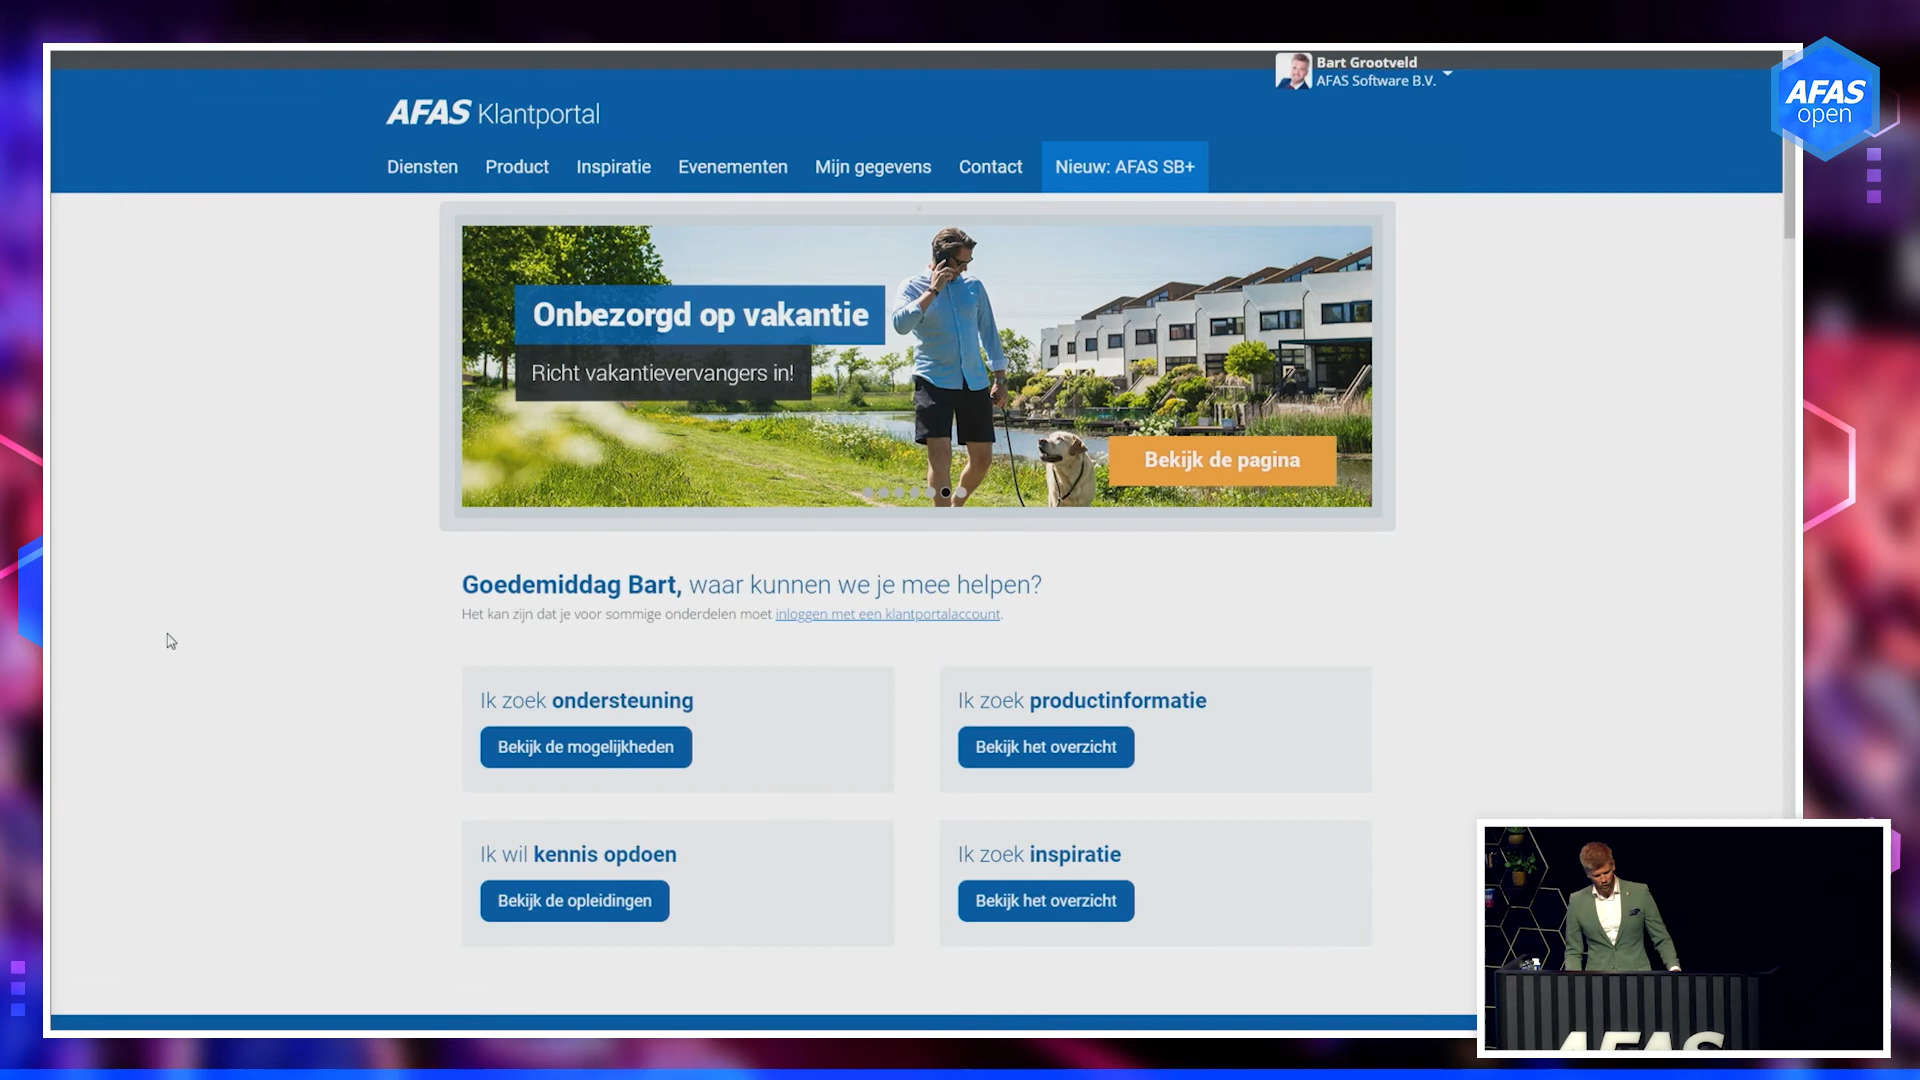 Bart Grootveld
AFAS Software B.V.
AFAS Klantportal
AFAS
open
Diensten
Product
Inspiratie
Evenementen
Mijn gegevens
Contact
Nieuw: AFAS SB+
Onbezorgd op vakantie
Richt vakantievervangers in!
Bekijk de pagina
Goedemiddag Bart, waar kunnen we je mee helpen?
Het kan zijn dat je voor sommige onderdelen moet inloggen met een klantportalaccount.
Ik zoek ondersteuning
Bekijk de mogelijkheden
Ik zoek productinformatie
Bekijk het overzicht
Ik wil kennis opdoen
Bekijk de opleidingen
Ik zoek inspiratie
Bekijk het overzicht
AFAS